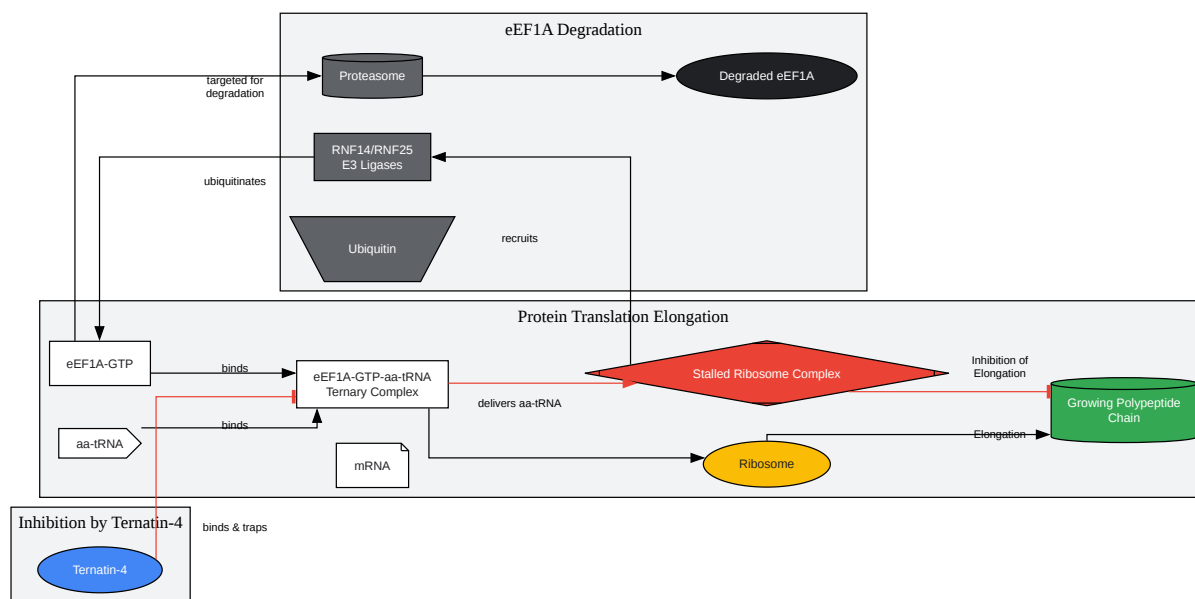 eEF1A Degradation
Proteasome
Degraded eEF1A
targeted for
degradation
RNF14/RNF25
E3 Ligases
ubiquitinates
Ubiquitin
recruits
Protein Translation Elongation
eEF1A-GTP
binds
eEF1A-GTP-aa-tRNA
Ternary Complex
Stalled Ribosome Complex
Inhibition of
Elongation
delivers aa-tRNA
Growing Polypeptide
Chain
aa-tRNA
binds
Elongation
mRNA
Ribosome
Inhibition by Ternatin-4
binds & traps
Ternatin-4